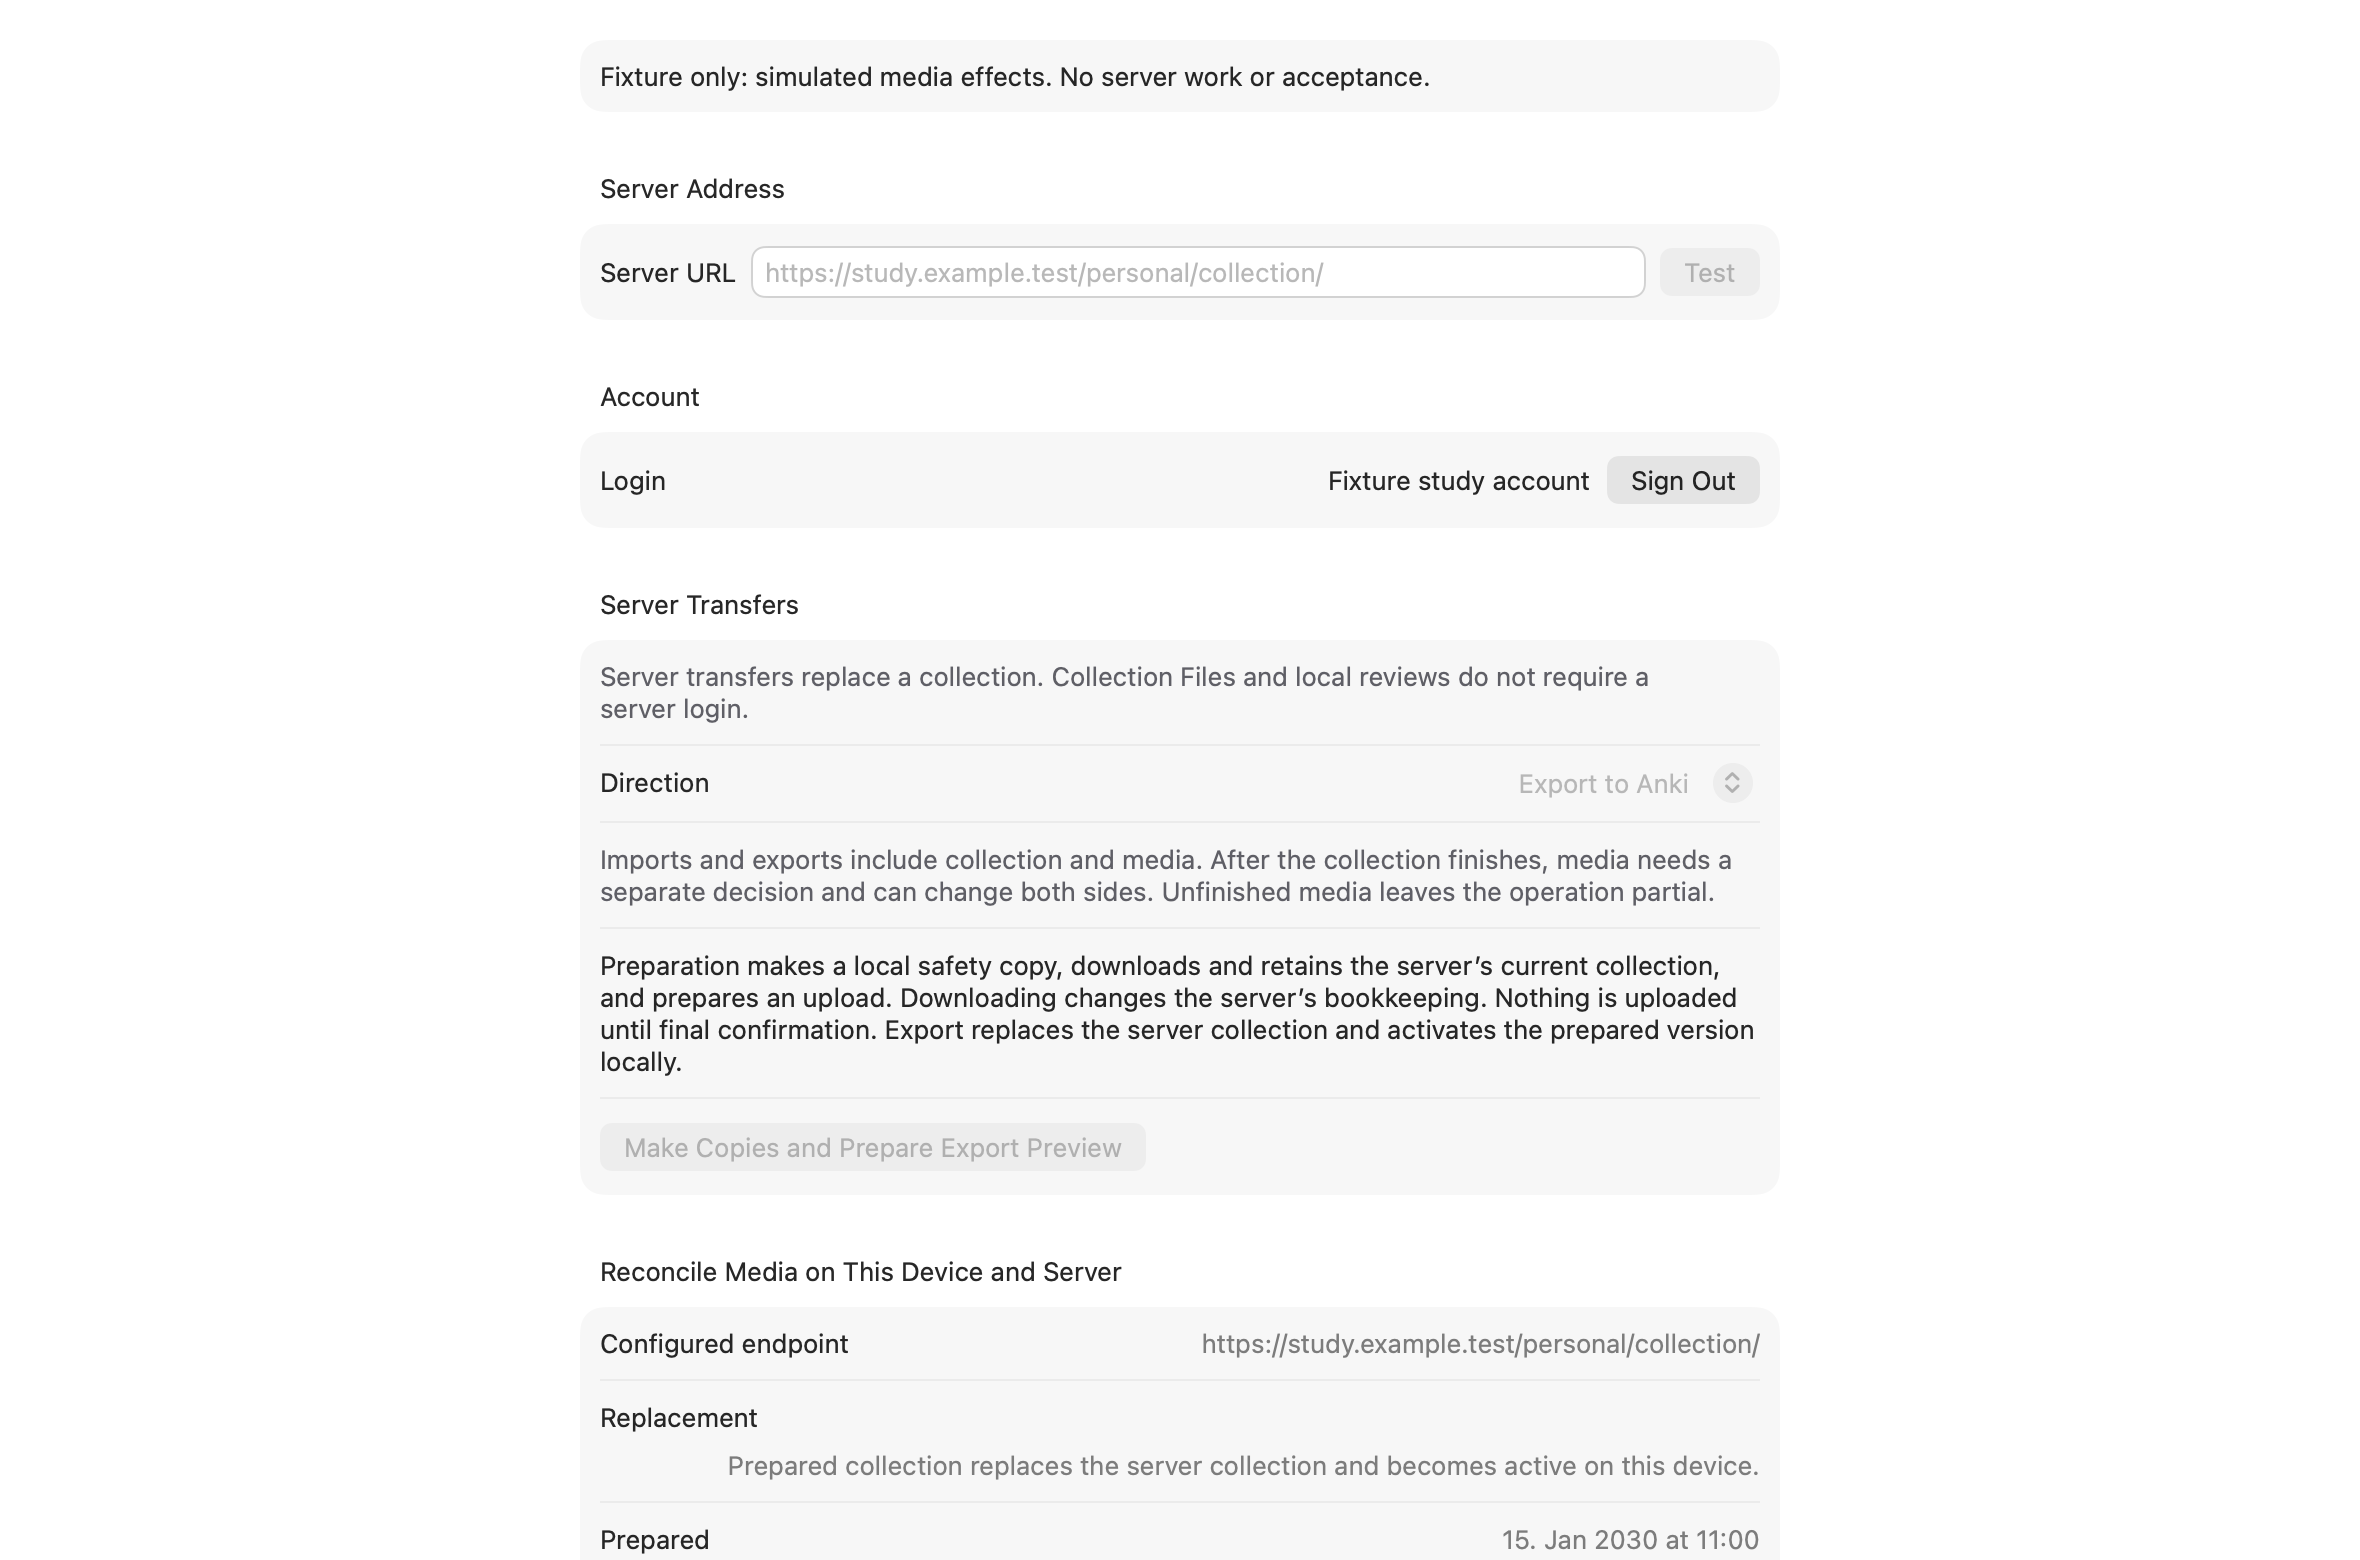 Fixture only: simulated media effects. No server work or acceptance.
Server Address
Server URL https://study.example.test/personal/collection/ Test
Account
Login Fixture study account Sign Out
Server Transfers
Server transfers replace a collection. Collection Files and local reviews do not require a
server login.
Direction Export to Anki
Imports and exports include collection and media. After the collection finishes, media needs a
separate decision and can change both sides. Unfinished media leaves the operation partial.
Preparation makes a local safety copy, downloads and retains the server’s current collection,
and prepares an upload. Downloading changes the server’s bookkeeping. Nothing is uploaded
until final confirmation. Export replaces the server collection and activates the prepared version
locally.
Make Copies and Prepare Export Preview
Reconcile Media on This Device and Server
Configured endpoint https://study.example.test/personal/collection/
Replacement
Prepared collection replaces the server collection and becomes active on this device.
Prepared 15. Jan 2030 at 11:00